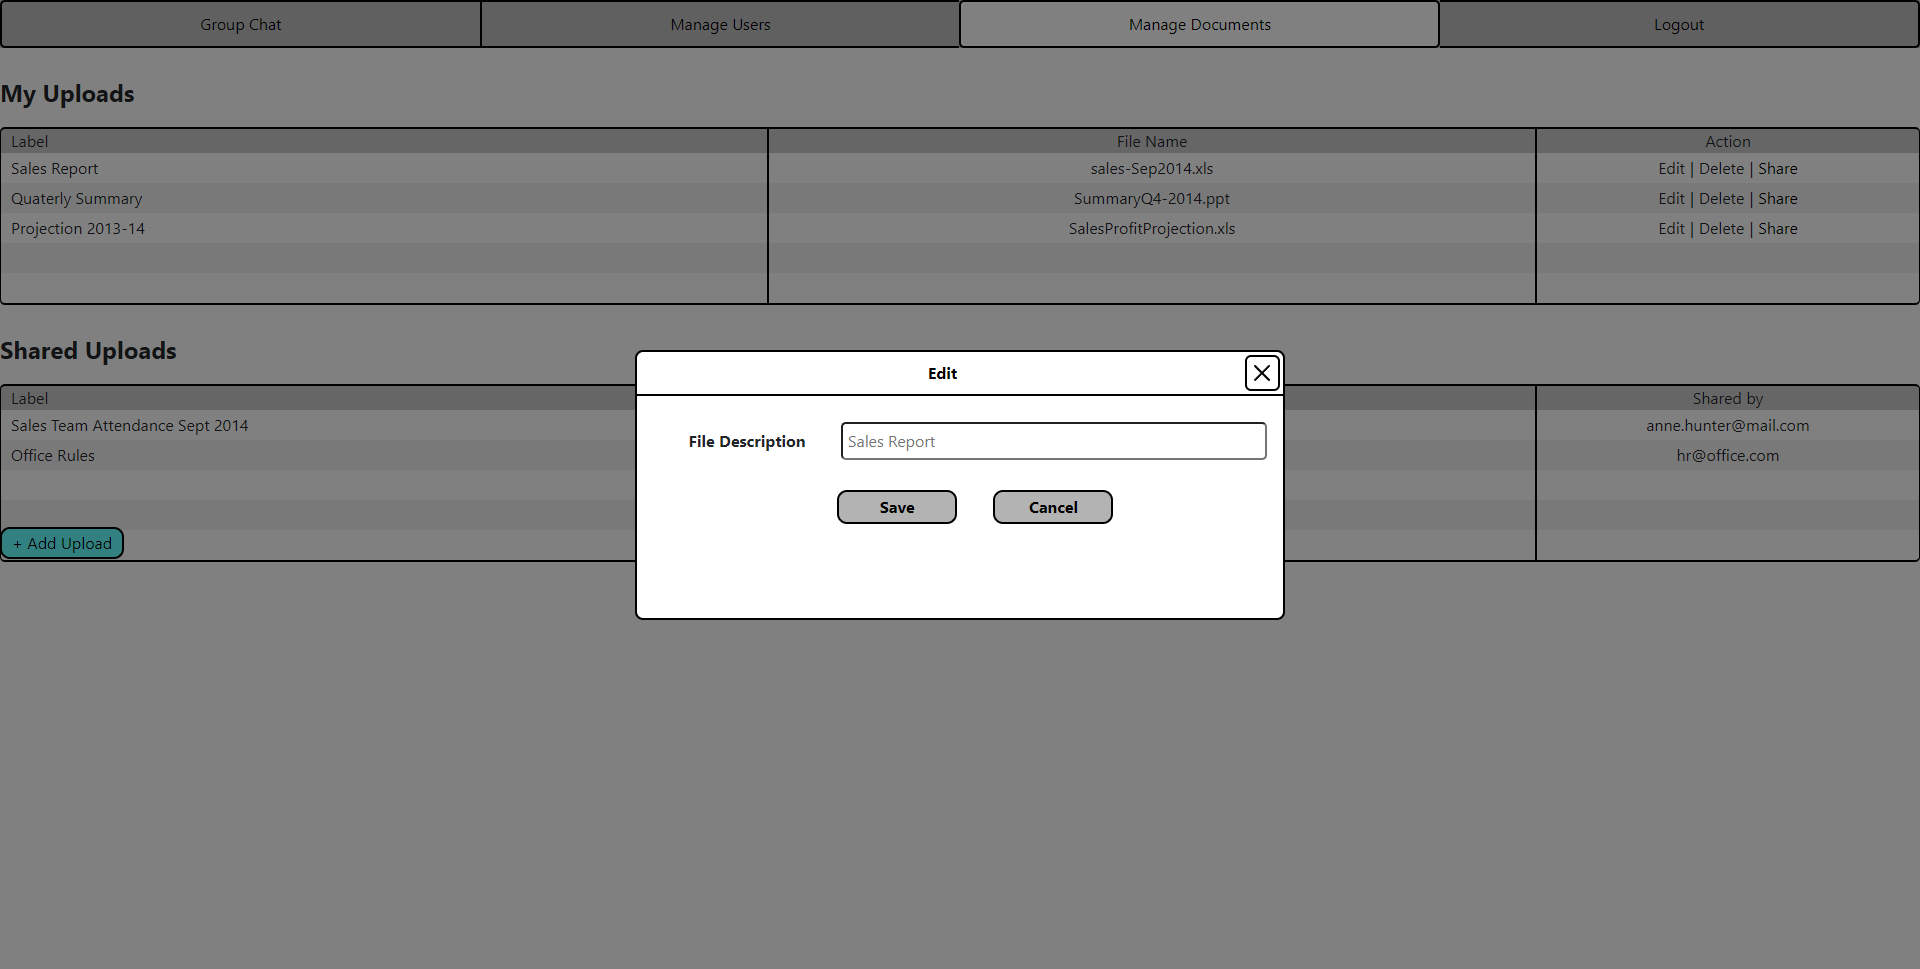 Group Chat Manage Users Manage Documents Logout
My Uploads
Label File Name Action
Sales Report sales-Sep2014.xls Edit | Delete | Share
Quaterly Summary SummaryQ4-2014.ppt Edit | Delete | Share
Projection 2013-14 SalesProfitProjection.xls Edit | Delete | Share
Shared Uploads
Label Shared by
Sales Team Attendance Sept 2014 anne.hunter@mail.com
Office Rules hr@office.com
+ Add Upload
Edit
File Description Sales Report
Save Cancel